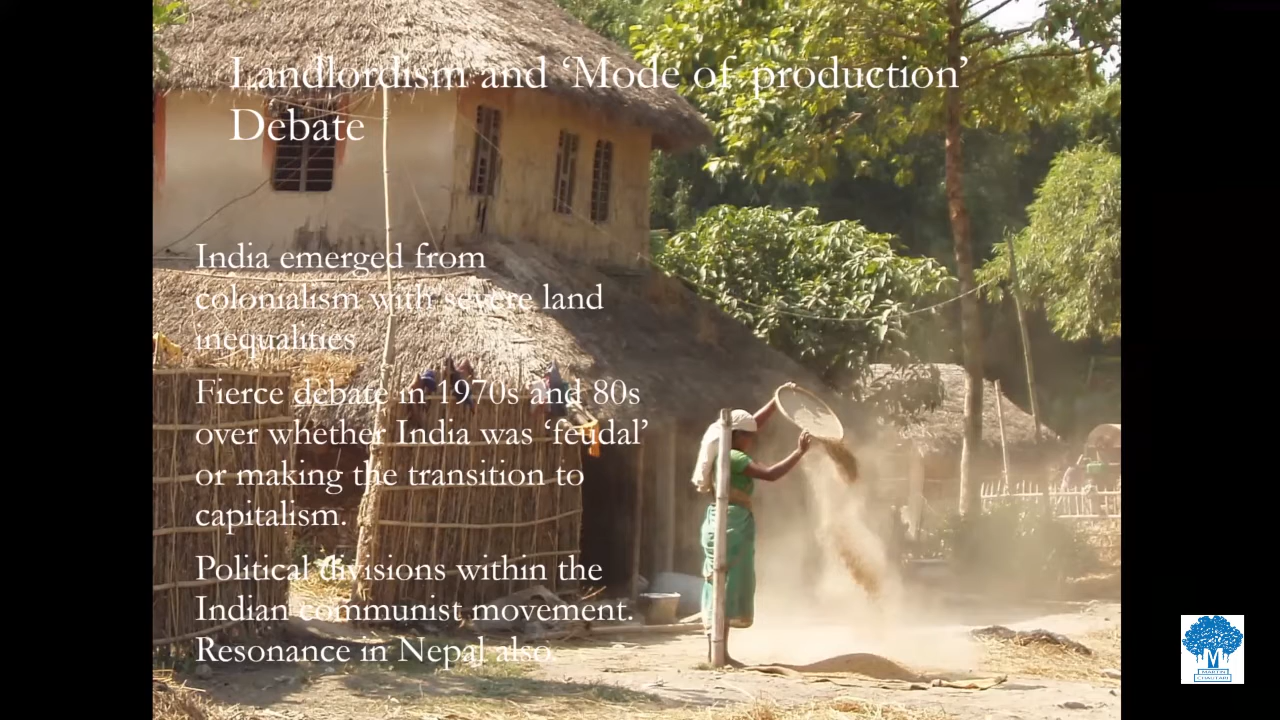 Landlordism and ‘Mode of production’
Debate
India emerged from
colonialism with severe land
inequalities
Fierce debate in 1970s and 80s
over whether India was ‘feudal’
or making the transition to
capitalism.
Political divisions within the
Indian communist movement.
Resonance in Nepal also.
MARTIN
CHAUTARI